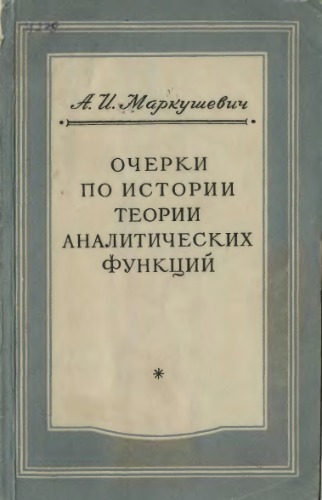 А. И. Маркушевич
ОЧЕРКИ
ПО ИСТОРИИ
ТЕОРИИ
АНАЛИТИЧЕСКИХ
ФУНКЦИЙ
*